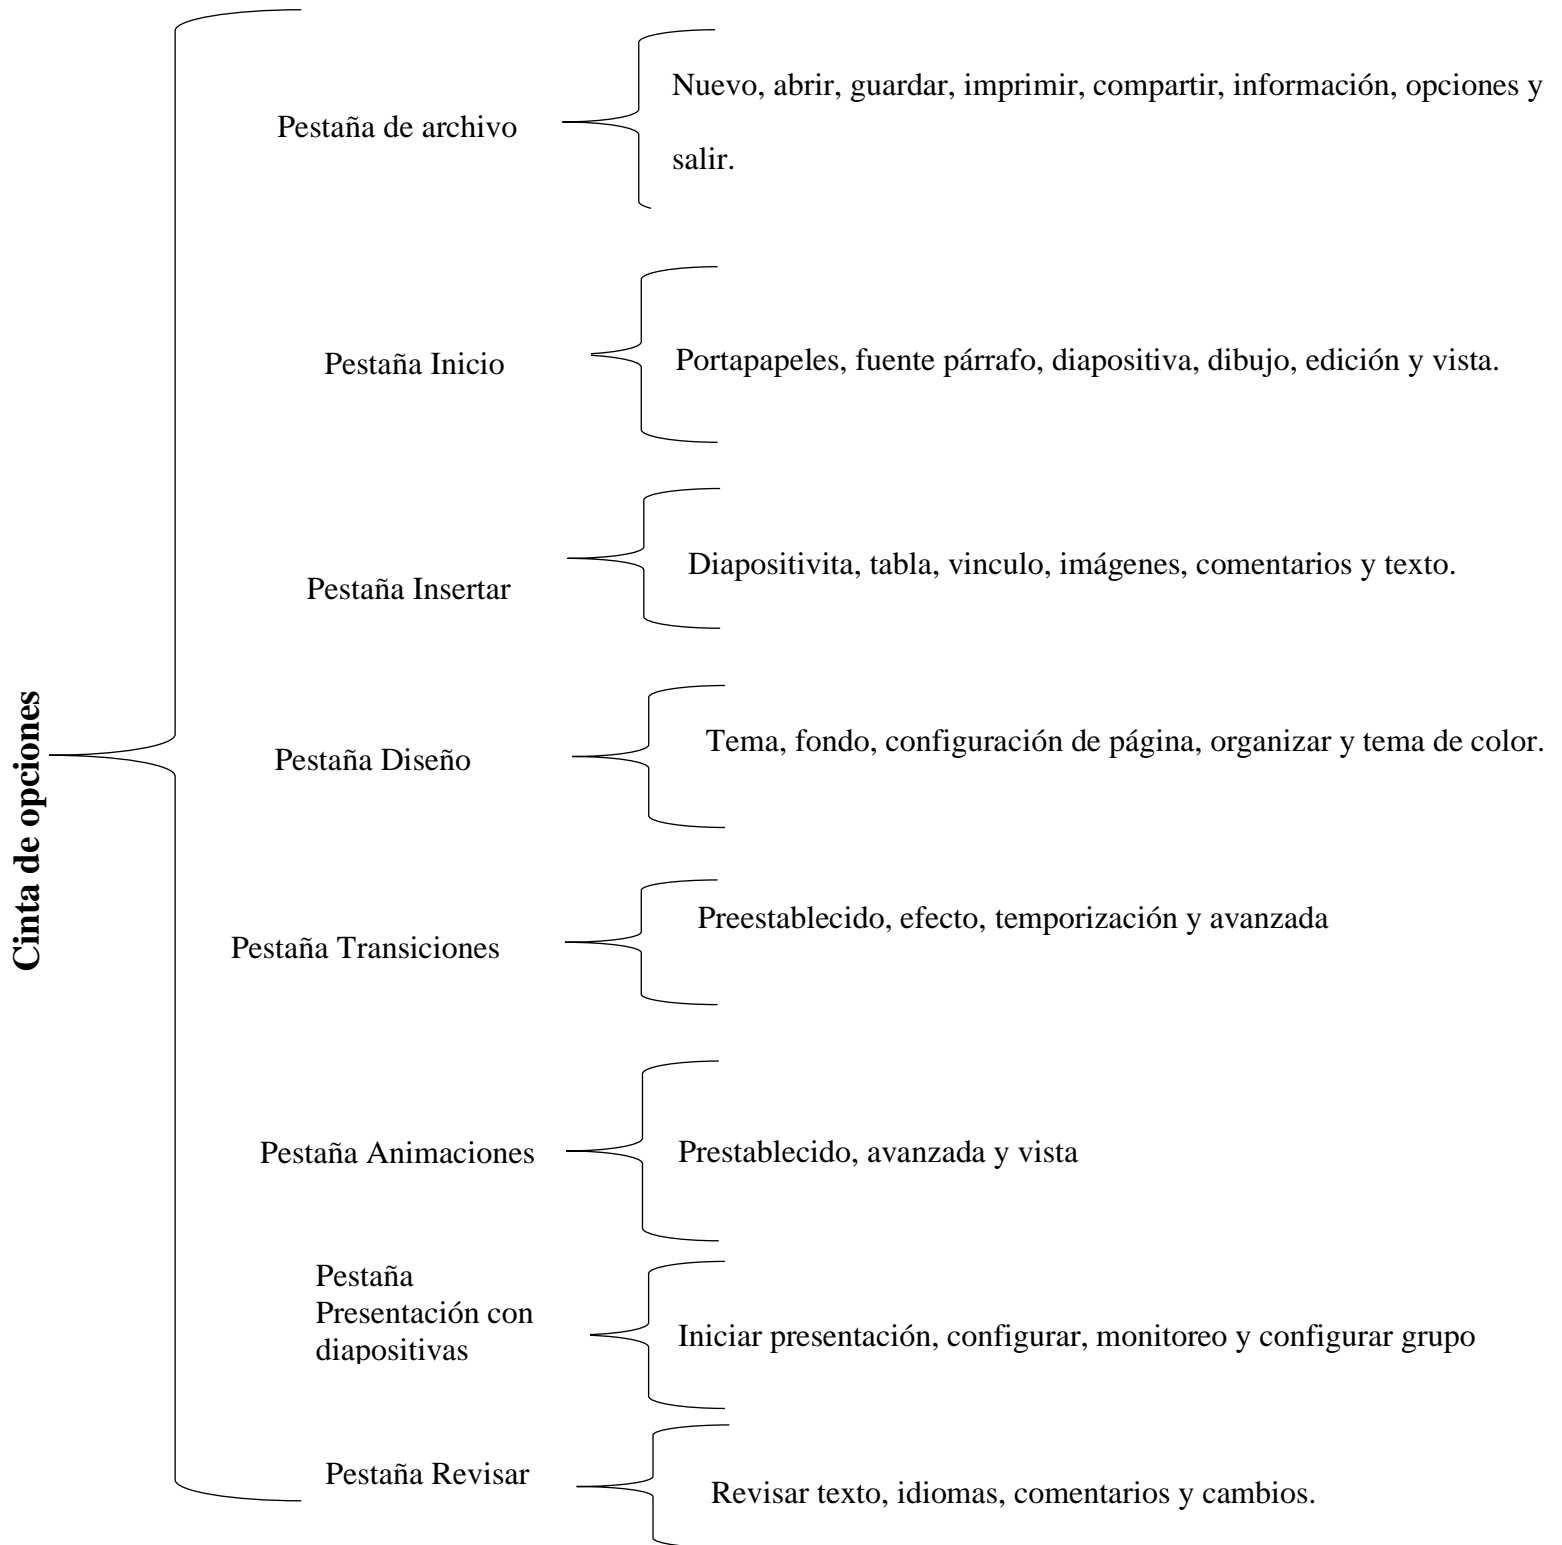 Cinta de opciones
Pestaña de archivo
Nuevo, abrir, guardar, imprimir, compartir, información, opciones y
salir.
Pestaña Inicio
Portapapeles, fuente párrafo, diapositiva, dibujo, edición y vista.
Pestaña Insertar
Diapositivita, tabla, vinculo, imágenes, comentarios y texto.
Pestaña Diseño
Tema, fondo, configuración de página, organizar y tema de color.
Pestaña Transiciones
Preestablecido, efecto, temporización y avanzada
Pestaña Animaciones
Prestablecido, avanzada y vista
Pestaña
Presentación con
diapositivas
Iniciar presentación, configurar, monitoreo y configurar grupo
Pestaña Revisar
Revisar texto, idiomas, comentarios y cambios.